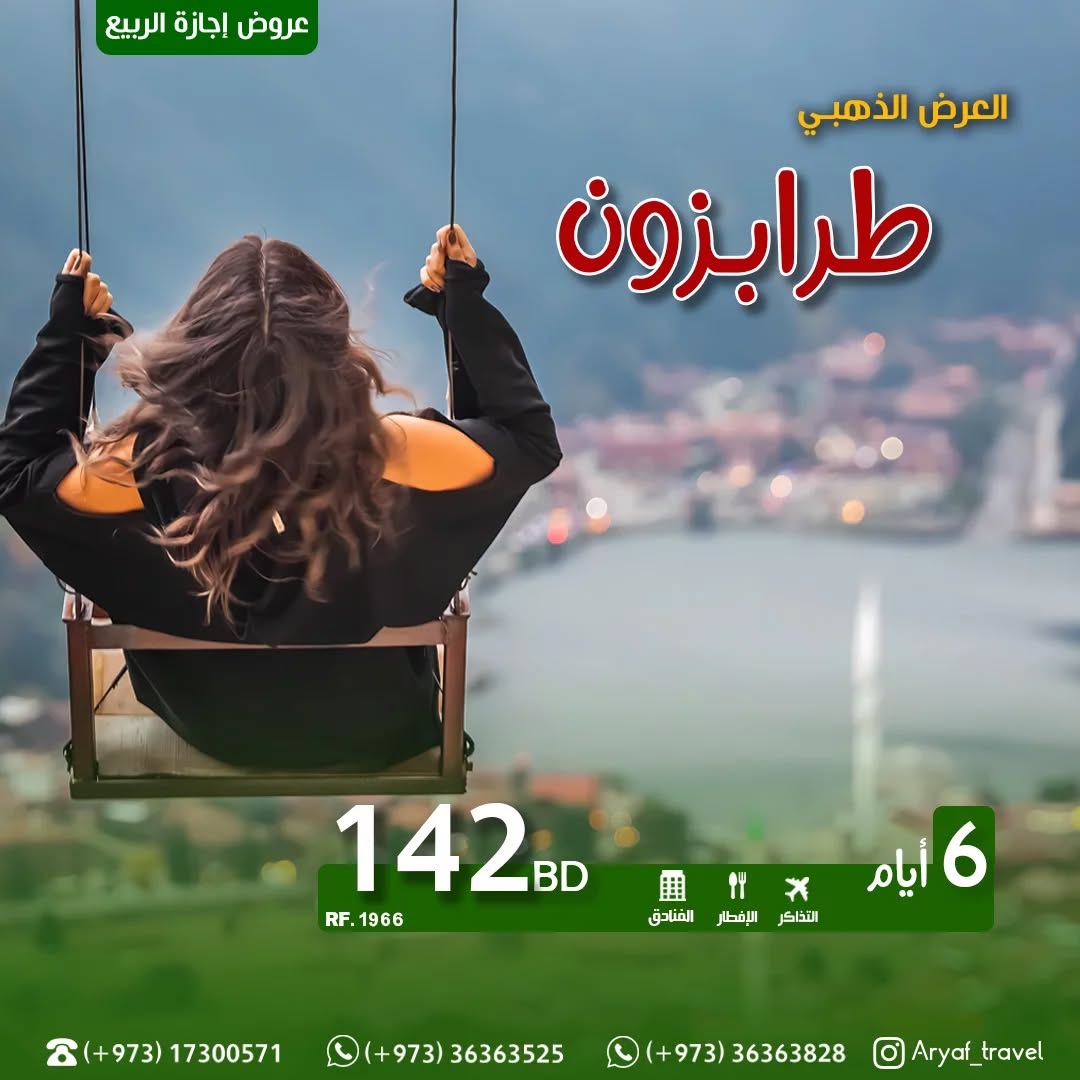 عروض إجازة الربيع
العرض الذهبي
طرابزون
6 أيام
142BD
التذاكر
الإفطار
الفنادق
RF. 1966
(+973) 17300571
(+973) 36363525
(+973) 36363828
Aryaf_travel